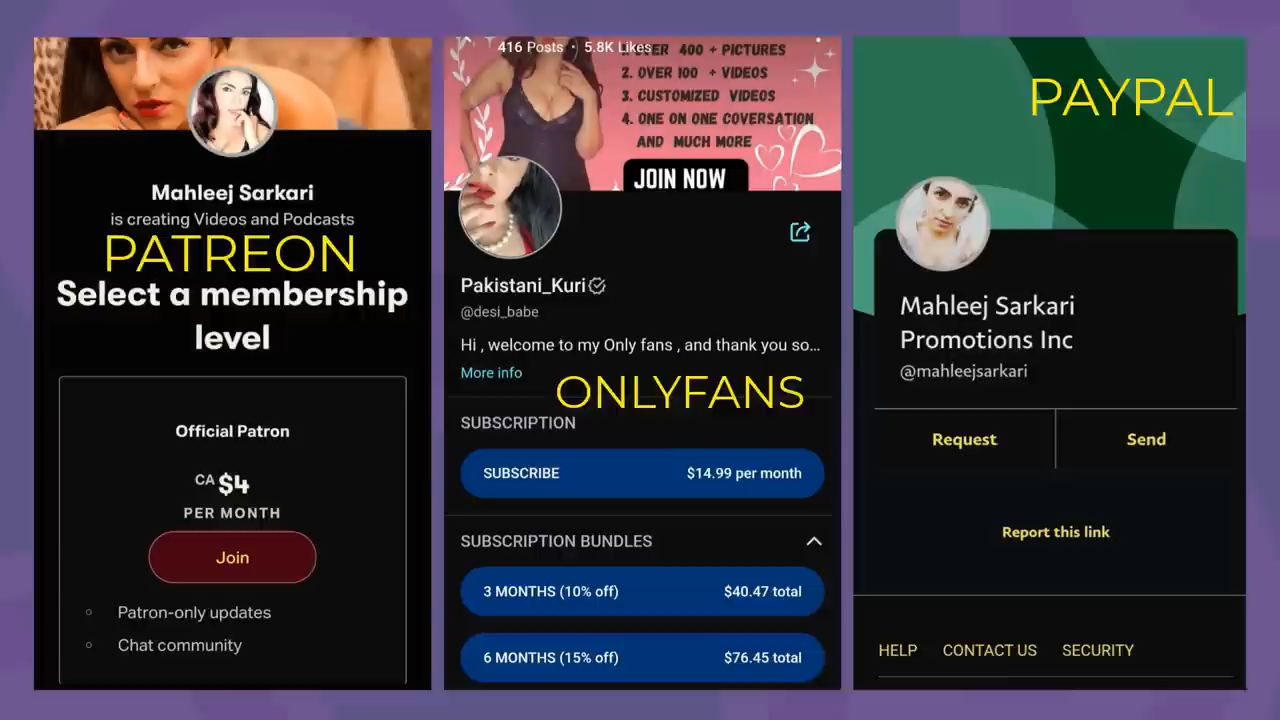 Mahleej Sarkari
is creating Videos and Podcasts
PATREON
Select a membership
level
Official Patron
CA $4
PER MONTH
Join
Patron-only updates
Chat community
416 Posts • 5.8K Likes
1. OVER 400 + PICTURES
2. OVER 100 + VIDEOS
3. CUSTOMIZED VIDEOS
4. ONE ON ONE COVERSATION
AND MUCH MORE
JOIN NOW
Pakistani_Kuri
@desi_babe
Hi , welcome to my Only fans , and thank you so...
More info
ONLYFANS
SUBSCRIPTION
SUBSCRIBE $14.99 per month
SUBSCRIPTION BUNDLES
3 MONTHS (10% off) $40.47 total
6 MONTHS (15% off) $76.45 total
PAYPAL
Mahleej Sarkari
Promotions Inc
@mahleejsarkari
Request Send
Report this link
HELP CONTACT US SECURITY